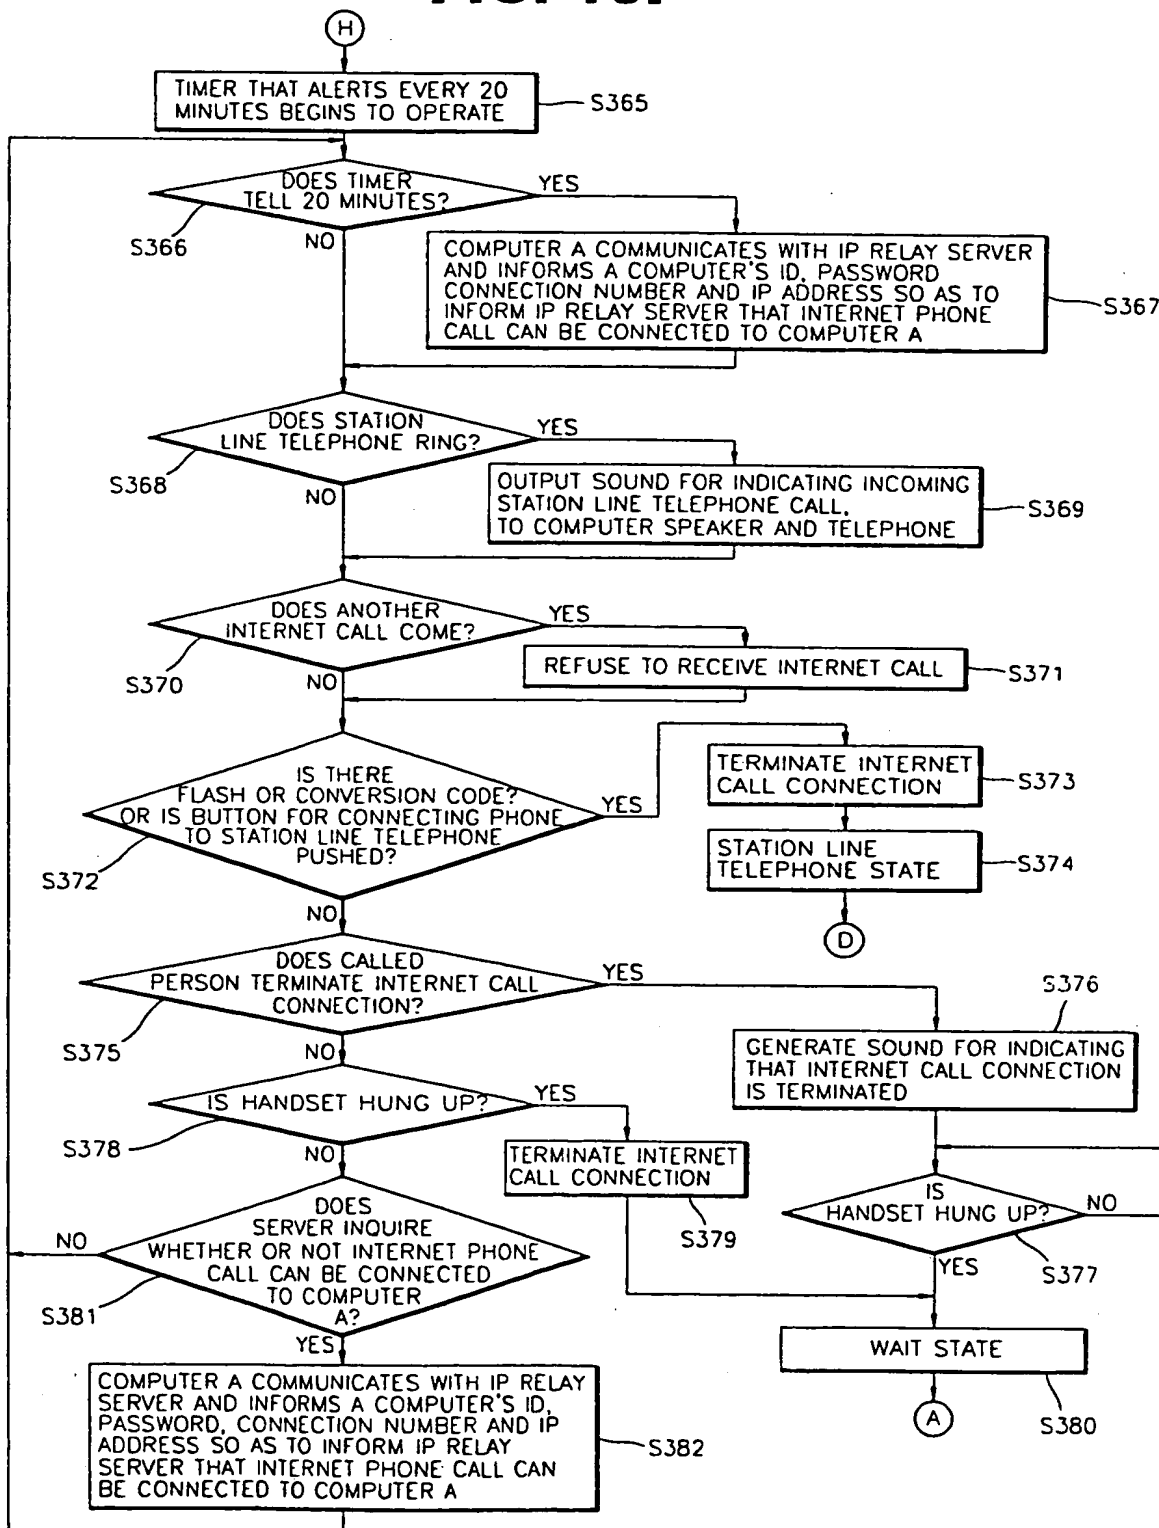 H
TIMER THAT ALERTS EVERY 20
MINUTES BEGINS TO OPERATE
S365
DOES TIMER
TELL 20 MINUTES?
YES
S366
NO
COMPUTER A COMMUNICATES WITH IP RELAY SERVER
AND INFORMS A COMPUTER'S ID, PASSWORD
CONNECTION NUMBER AND IP ADDRESS SO AS TO
INFORM IP RELAY SERVER THAT INTERNET PHONE
CALL CAN BE CONNECTED TO COMPUTER A
S367
DOES STATION
LINE TELEPHONE RING?
YES
S368
NO
OUTPUT SOUND FOR INDICATING INCOMING
STATION LINE TELEPHONE CALL,
TO COMPUTER SPEAKER AND TELEPHONE
S369
DOES ANOTHER
INTERNET CALL COME?
YES
S370
NO
REFUSE TO RECEIVE INTERNET CALL
S371
IS THERE
FLASH OR CONVERSION CODE?
OR IS BUTTON FOR CONNECTING PHONE
TO STATION LINE TELEPHONE
PUSHED?
YES
S372
NO
TERMINATE INTERNET
CALL CONNECTION
S373
STATION LINE
TELEPHONE STATE
S374
D
DOES CALLED
PERSON TERMINATE INTERNET CALL
CONNECTION?
YES
S375
NO
S376
GENERATE SOUND FOR INDICATING
THAT INTERNET CALL CONNECTION
IS TERMINATED
IS HANDSET HUNG UP?
YES
S378
NO
TERMINATE INTERNET
CALL CONNECTION
S379
IS
HANDSET HUNG UP?
NO
S377
YES
DOES
SERVER INQUIRE
WHETHER OR NOT INTERNET PHONE
CALL CAN BE CONNECTED
TO COMPUTER
A?
NO
S381
YES
WAIT STATE
S380
A
COMPUTER A COMMUNICATES WITH IP RELAY
SERVER AND INFORMS A COMPUTER'S ID,
PASSWORD, CONNECTION NUMBER AND IP
ADDRESS SO AS TO INFORM IP RELAY
SERVER THAT INTERNET PHONE CALL CAN
BE CONNECTED TO COMPUTER A
S382